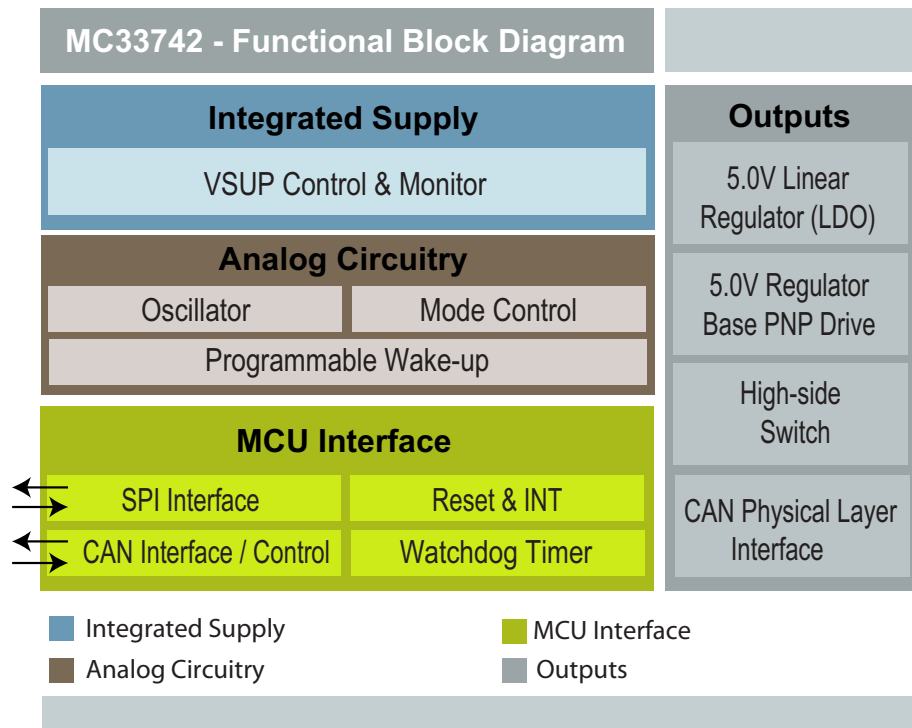 MC33742 - Functional Block Diagram
Integrated Supply
VSUP Control & Monitor
Analog Circuitry
Oscillator
Mode Control
Programmable Wake-up
MCU Interface
SPI Interface
Reset & INT
CAN Interface / Control
Watchdog Timer
Outputs
5.0V Linear
Regulator (LDO)
5.0V Regulator
Base PNP Drive
High-side
Switch
CAN Physical Layer
Interface
Integrated Supply
MCU Interface
Analog Circuitry
Outputs